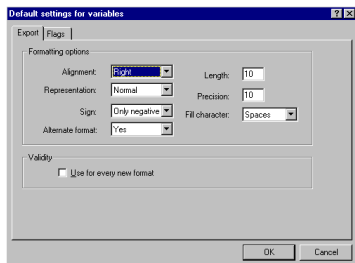 Default settings for variables
Export Flags
Formatting options
Alignment: Right
Length: 10
Representation: Normal
Precision: 10
Sign: Only negative
Fill character: Spaces
Alternate format: Yes
Validity
Use for every new format
OK Cancel